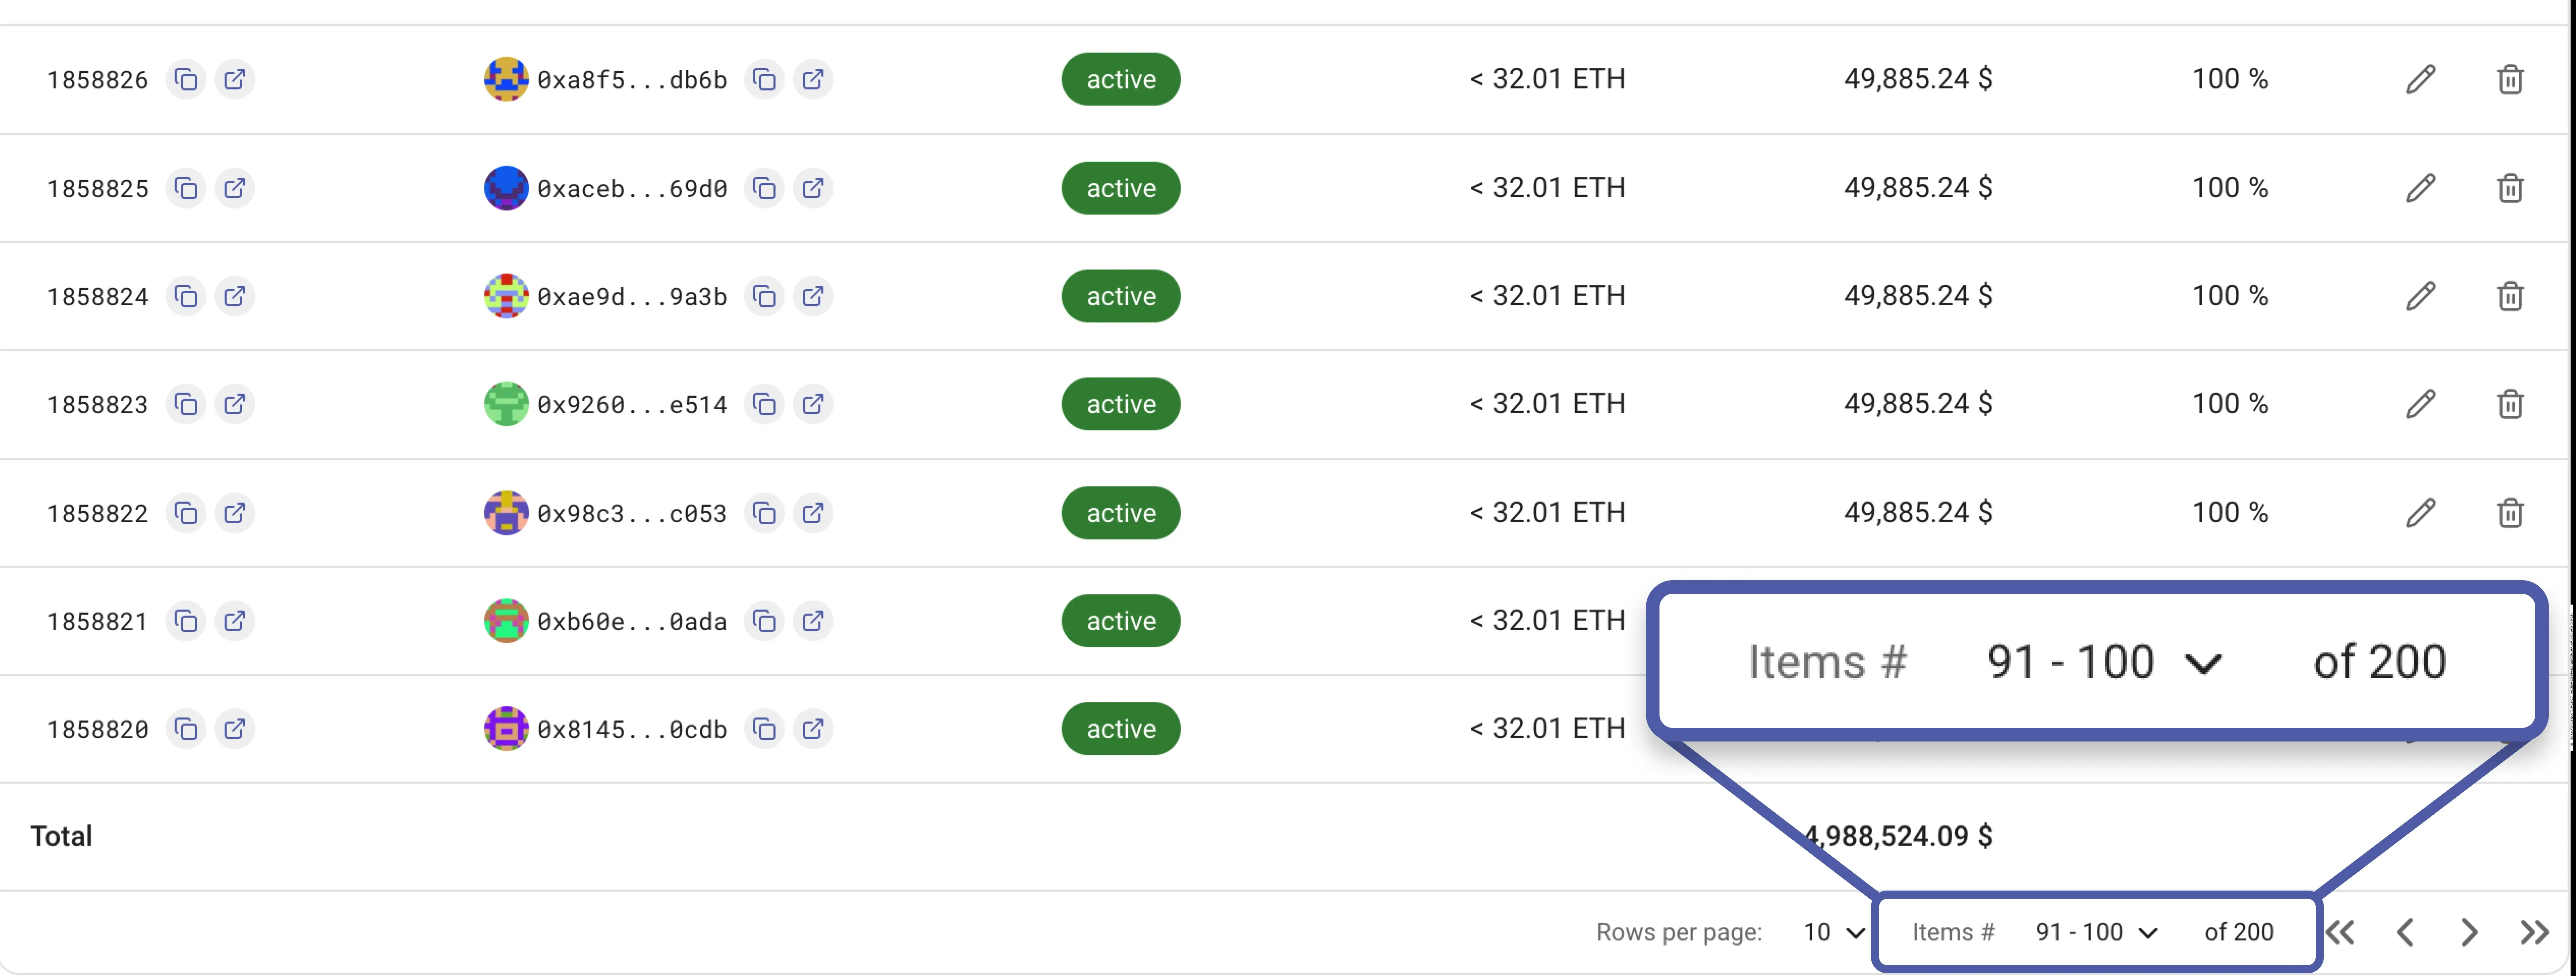 1858826 0xa8f5...db6b active < 32.01 ETH 49,885.24 $ 100 %
1858825 0xaceb...69d0 active < 32.01 ETH 49,885.24 $ 100 %
1858824 0xae9d...9a3b active < 32.01 ETH 49,885.24 $ 100 %
1858823 0x9260...e514 active < 32.01 ETH 49,885.24 $ 100 %
1858822 0x98c3...c053 active < 32.01 ETH 49,885.24 $ 100 %
1858821 0xb60e...0ada active < 32.01 ETH
Items # 91 - 100 of 200
1858820 0x8145...0cdb active < 32.01 ETH
Total 4,988,524.09 $
Rows per page: 10 Items # 91 - 100 of 200